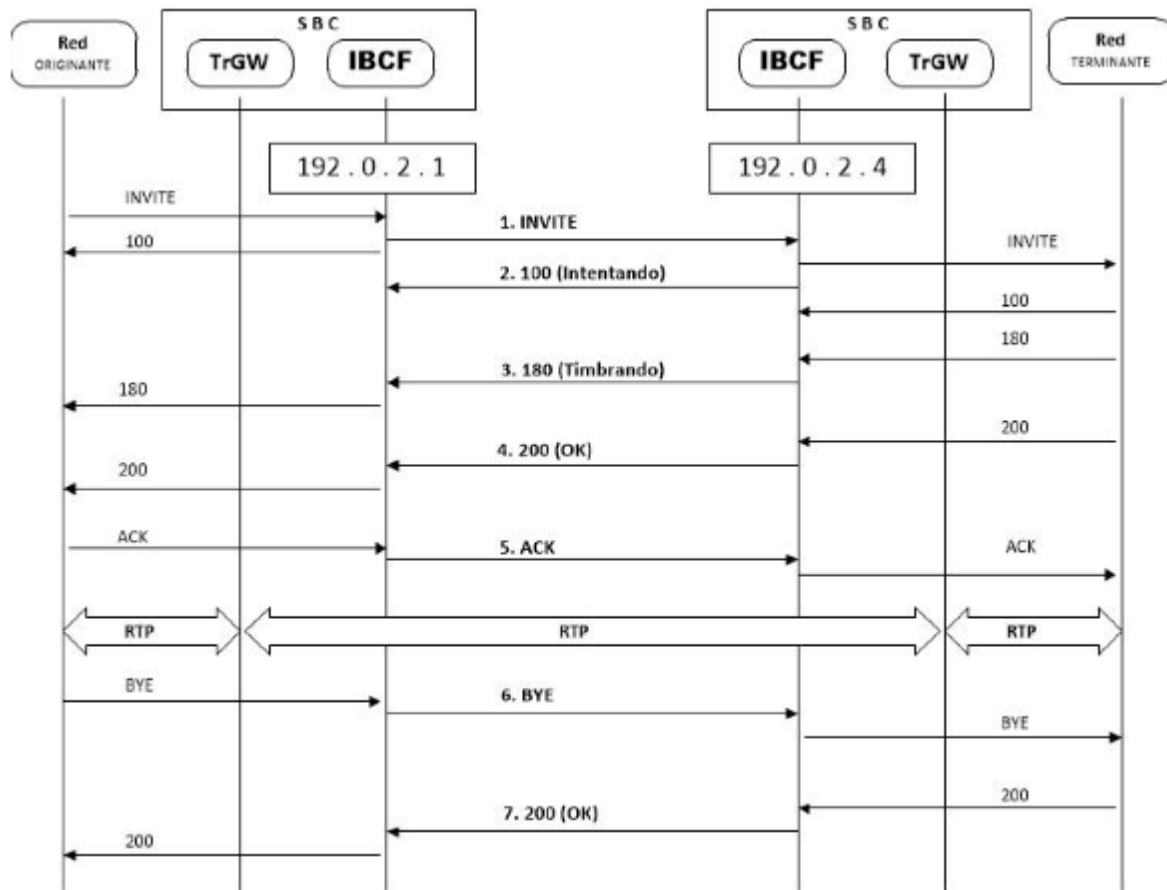 S B C
S B C
Red
ORIGINANTE
TrGW
IBCF
IBCF
TrGW
Red
TERMINANTE
192 . 0 . 2 . 1
192 . 0 . 2 . 4
INVITE
1. INVITE
100
INVITE
2. 100 (Intentando)
100
180
3. 180 (Timbrando)
180
200
4. 200 (OK)
200
ACK
5. ACK
ACK
RTP
RTP
RTP
BYE
6. BYE
BYE
200
7. 200 (OK)
200